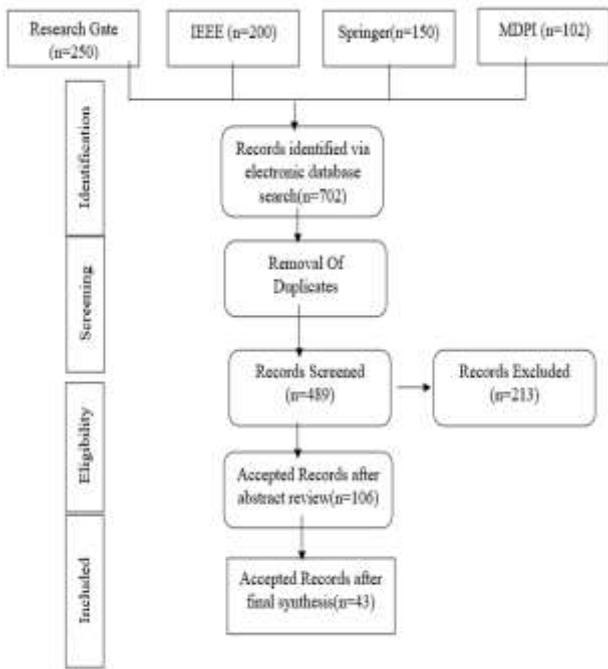 Research Gate
(n=250)
IEEE (n=200)
Springer(n=150)
MDPI (n=102)
Identification
Records identified via
electronic database
search(n=702)
Screening
Removal Of
Duplicates
Records Screened
(n=489)
Records Excluded
(n=213)
Eligibility
Accepted Records after
abstract review(n=106)
Included
Accepted Records after
final synthesis(n=43)